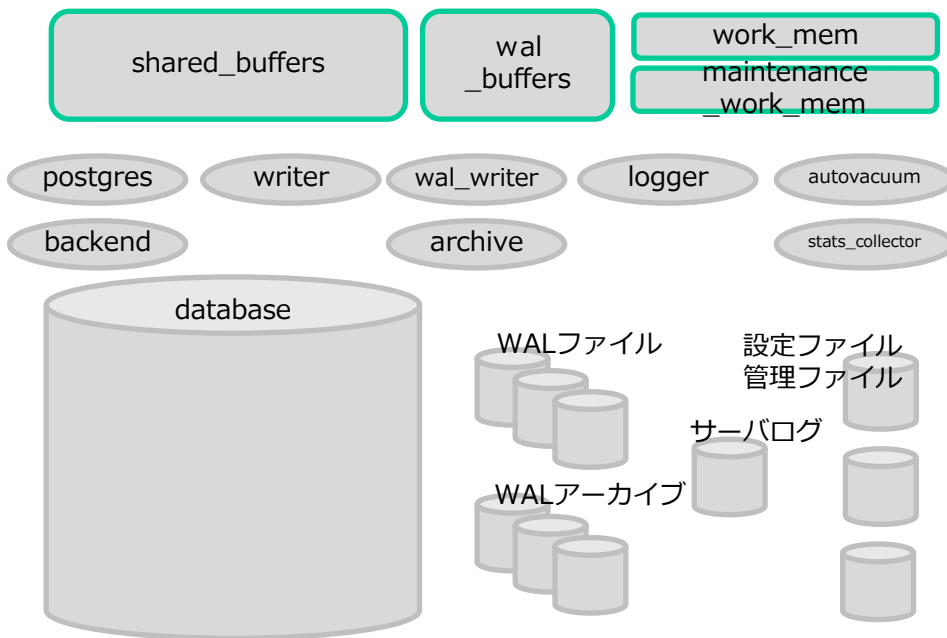 shared_buffers
wal
_buffers
work_mem
maintenance
_work_mem
postgres
writer
wal_writer
logger
autovacuum
backend
archive
stats_collector
database
WALファイル
設定ファイル
管理ファイル
サーバログ
WALアーカイブ